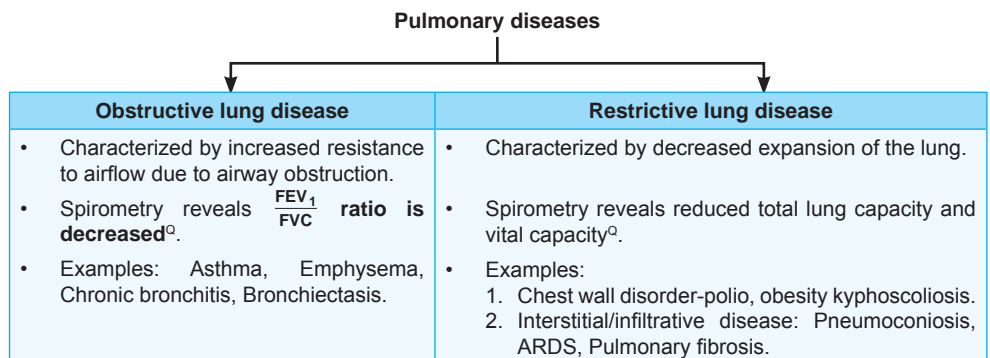 Pulmonary diseases
Obstructive lung disease
• Characterized by increased resistance
to airflow due to airway obstruction.
• Spirometry reveals FEV₁/FVC ratio is
decreasedQ.
• Examples: Asthma, Emphysema,
Chronic bronchitis, Bronchiectasis.
Restrictive lung disease
• Characterized by decreased expansion of the lung.
• Spirometry reveals reduced total lung capacity and
vital capacityQ.
• Examples:
1. Chest wall disorder-polio, obesity kyphoscoliosis.
2. Interstitial/infiltrative disease: Pneumoconiosis,
ARDS, Pulmonary fibrosis.